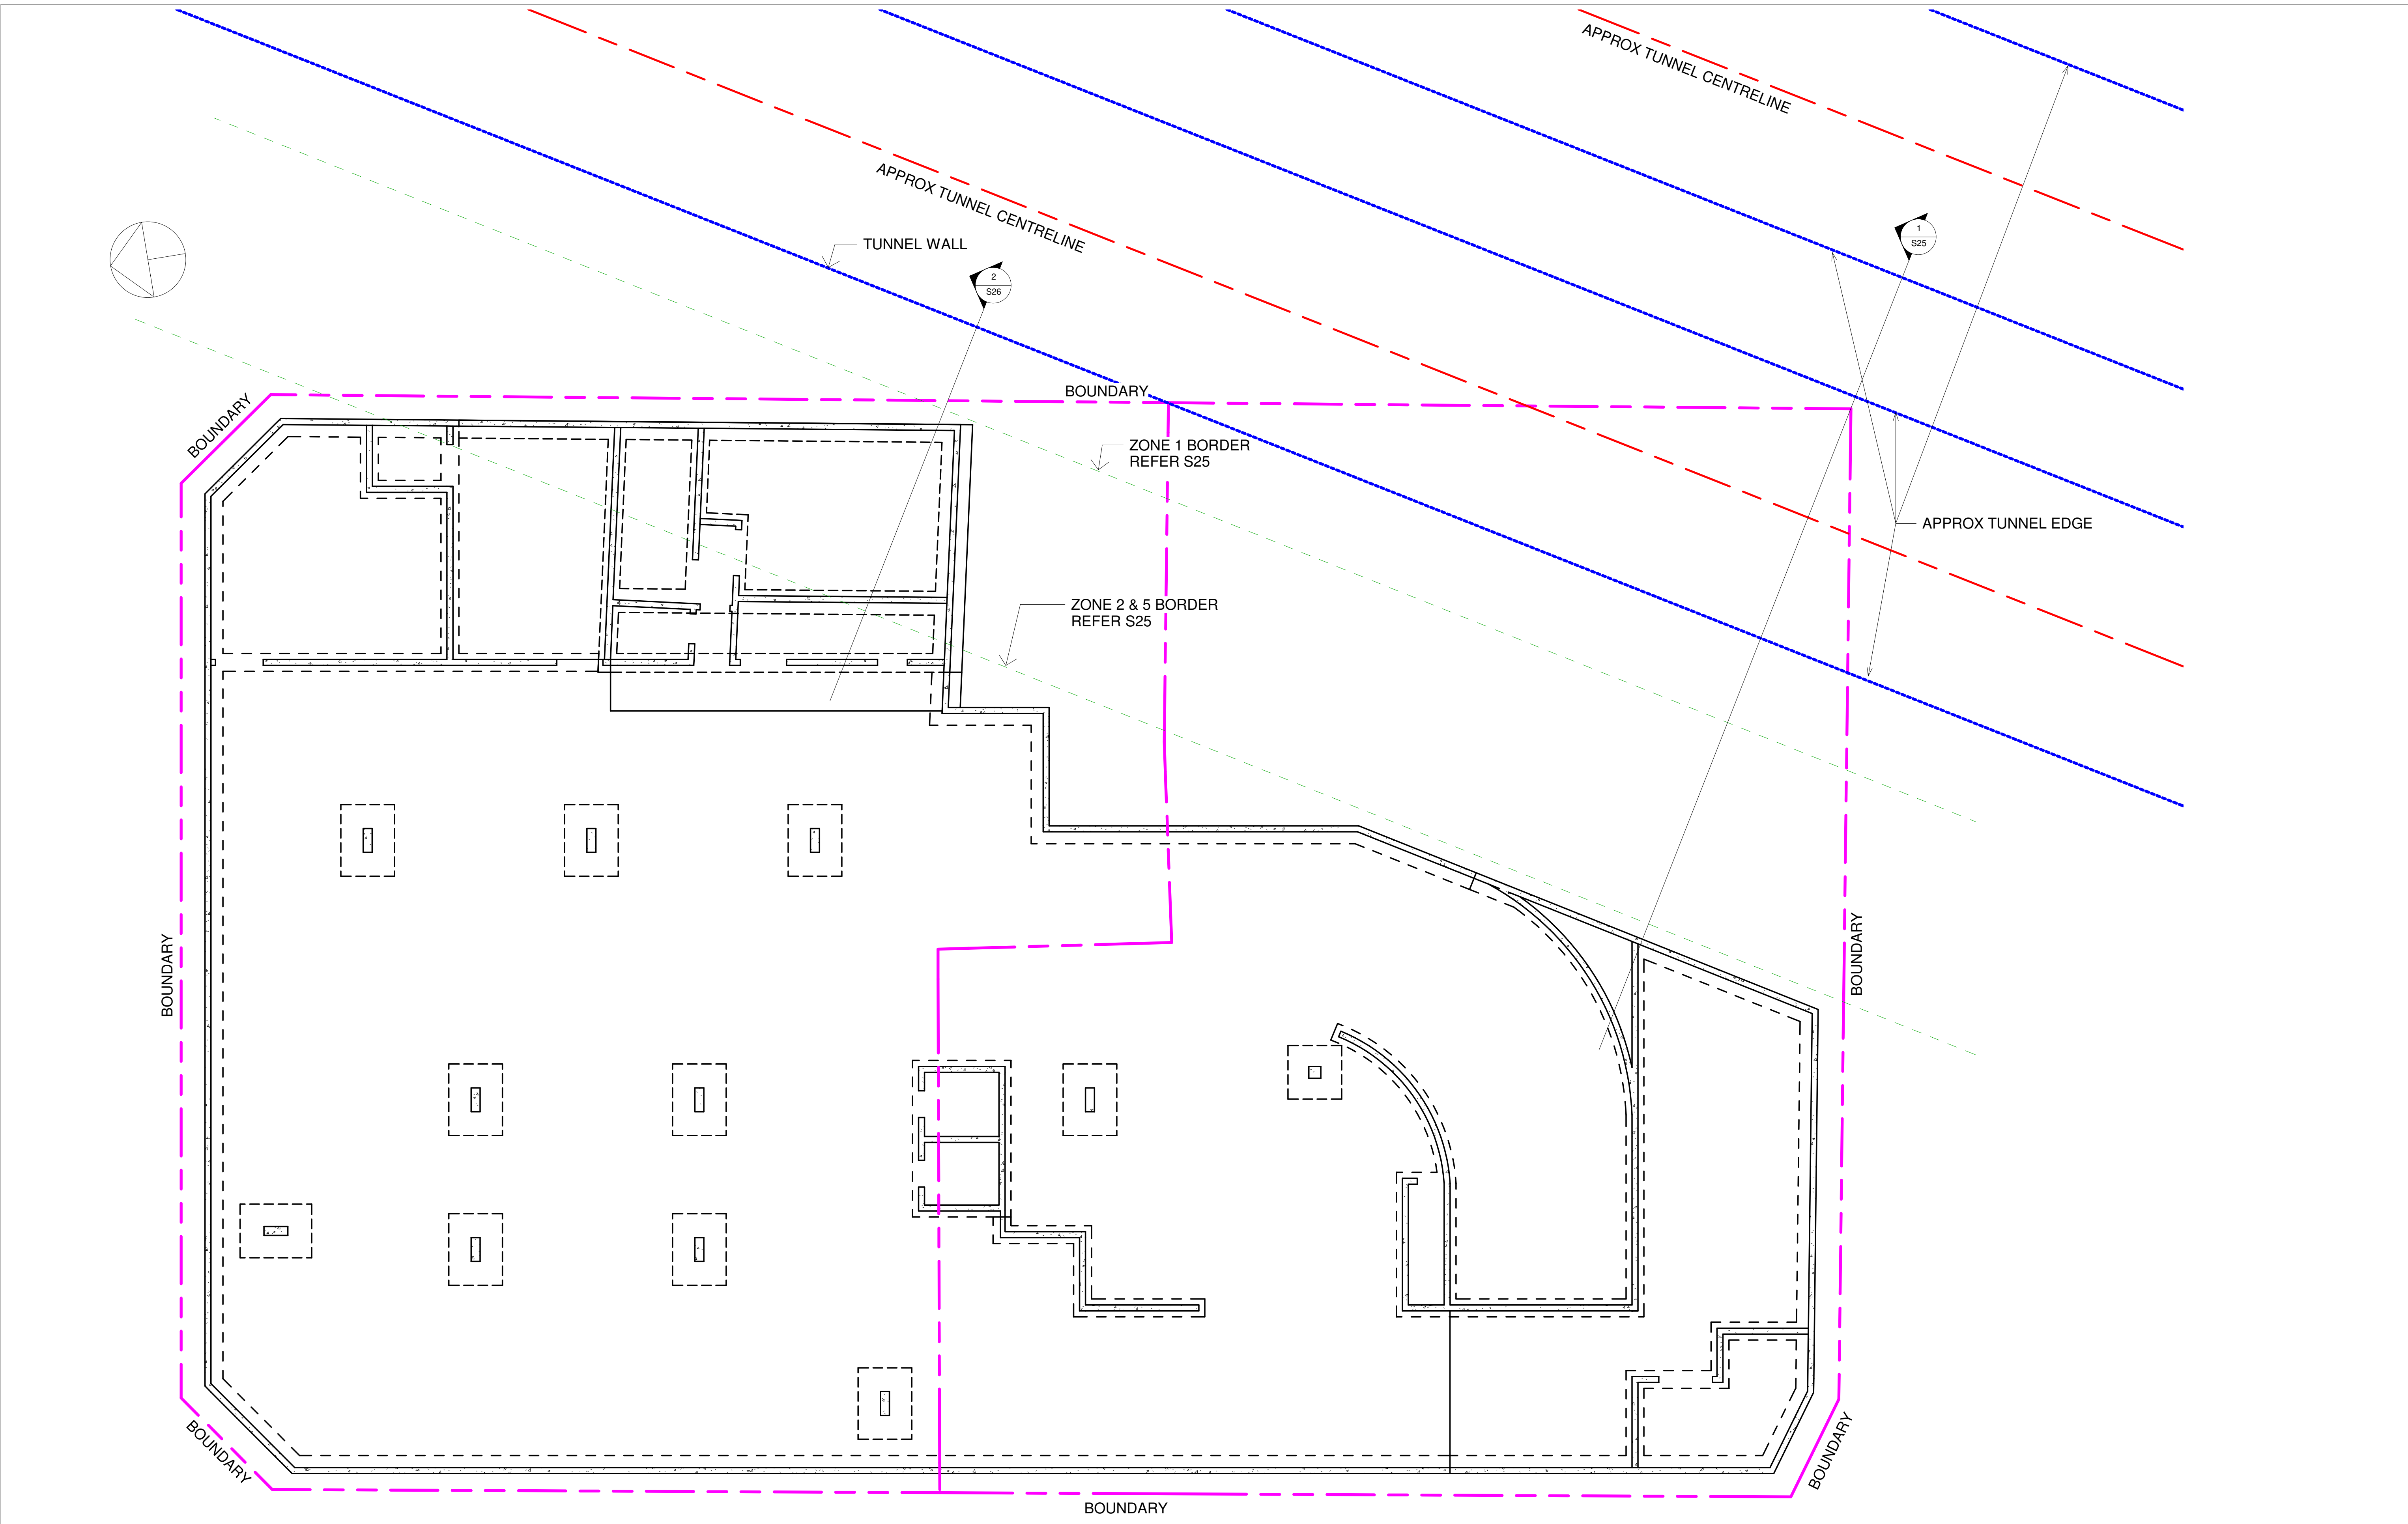 APPROX TUNNEL CENTRELINE
APPROX TUNNEL CENTRELINE
TUNNEL WALL
1
S25
2
S26
BOUNDARY
BOUNDARY
ZONE 1 BORDER
REFER S25
APPROX TUNNEL EDGE
ZONE 2 & 5 BORDER
REFER S25
BOUNDARY
BOUNDARY
BOUNDARY
BOUNDARY
BOUNDARY